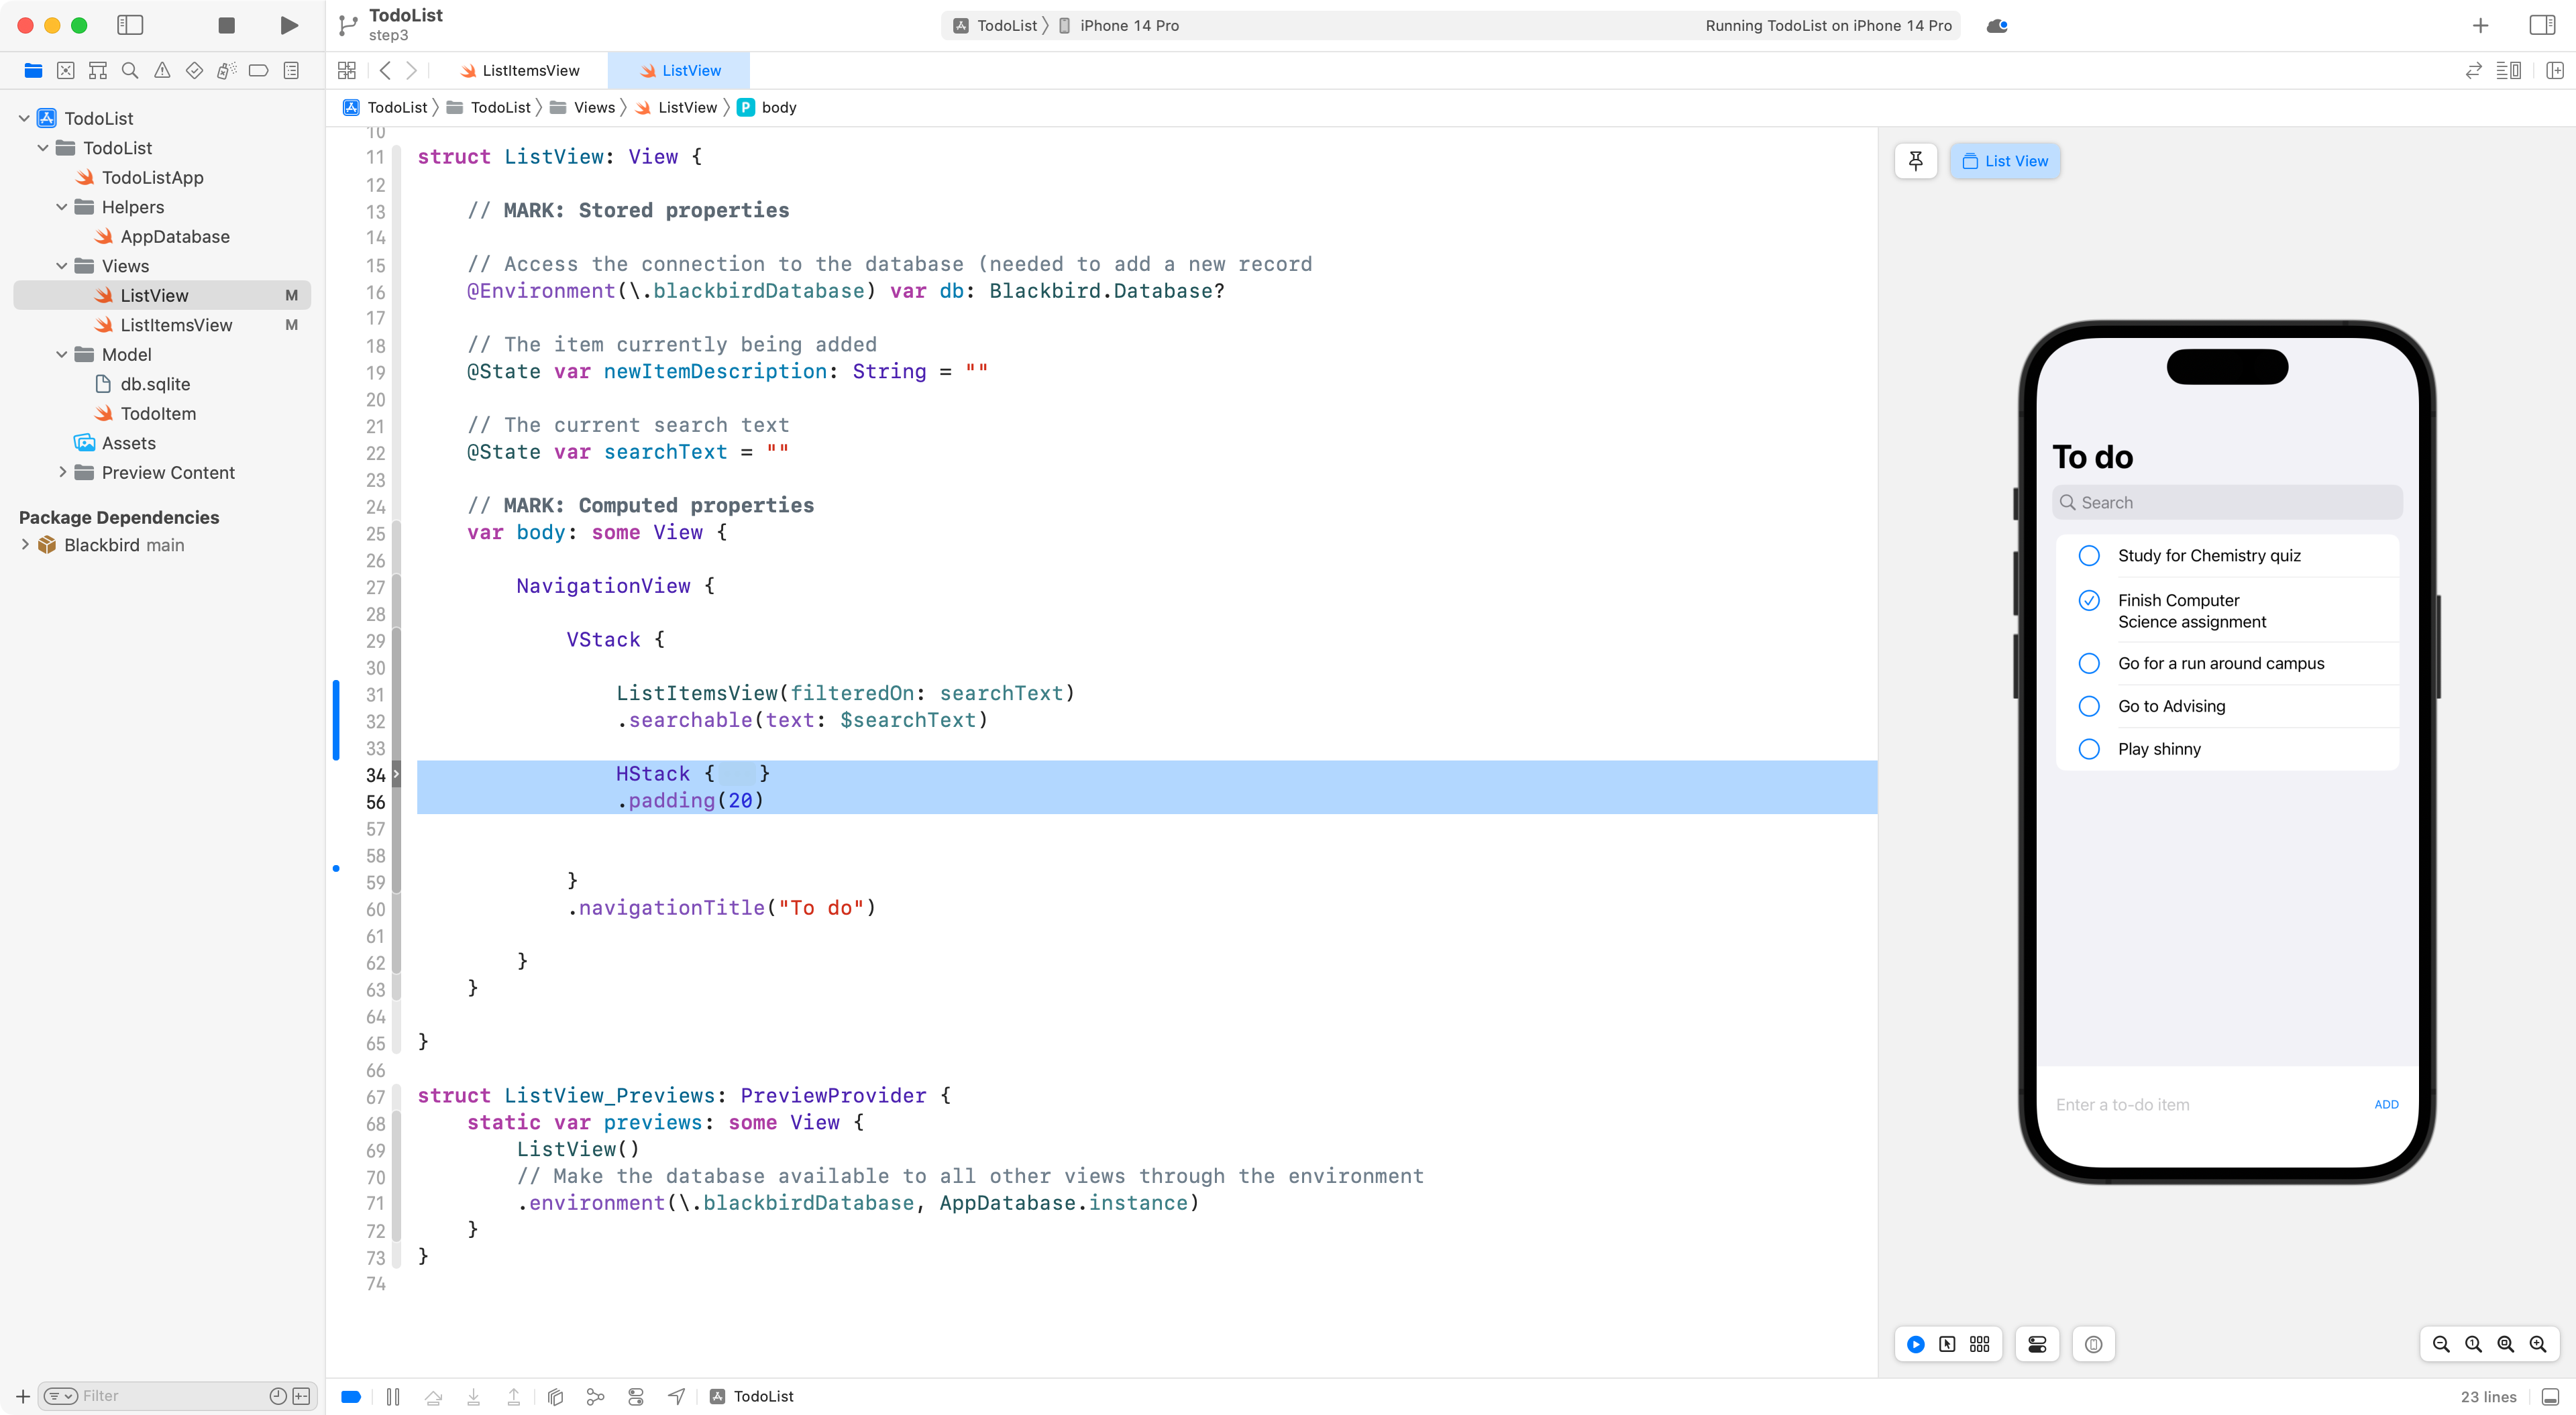 TodoList
step3
TodoList
iPhone 14 Pro
Running TodoList on iPhone 14 Pro
ListItemsView
ListView
TodoList
TodoList
Views
ListView
P
body
TodoList
TodoList
TodoListApp
Helpers
AppDatabase
Views
ListView M
ListItemsView M
Model
db.sqlite
TodoItem
Assets
Preview Content
Package Dependencies
Blackbird main
10
11 struct ListView: View {
12
13 // MARK: Stored properties
14
15 // Access the connection to the database (needed to add a new record
16 @Environment(\.blackbirdDatabase) var db: Blackbird.Database?
17
18 // The item currently being added
19 @State var newItemDescription: String = ""
20
21 // The current search text
22 @State var searchText = ""
23
24 // MARK: Computed properties
25 var body: some View {
26
27 NavigationView {
28
29 VStack {
30
31 ListItemsView(filteredOn: searchText)
32 .searchable(text: $searchText)
33
34 HStack { }
56 .padding(20)
57
58
59 }
60 .navigationTitle("To do")
61
62 }
63 }
64
65 }
66
67 struct ListView_Previews: PreviewProvider {
68 static var previews: some View {
69 ListView()
70 // Make the database available to all other views through the environment
71 .environment(\.blackbirdDatabase, AppDatabase.instance)
72 }
73 }
74
List View
To do
Search
Study for Chemistry quiz
Finish Computer
Science assignment
Go for a run around campus
Go to Advising
Play shinny
Enter a to-do item
ADD
Filter
TodoList
23 lines